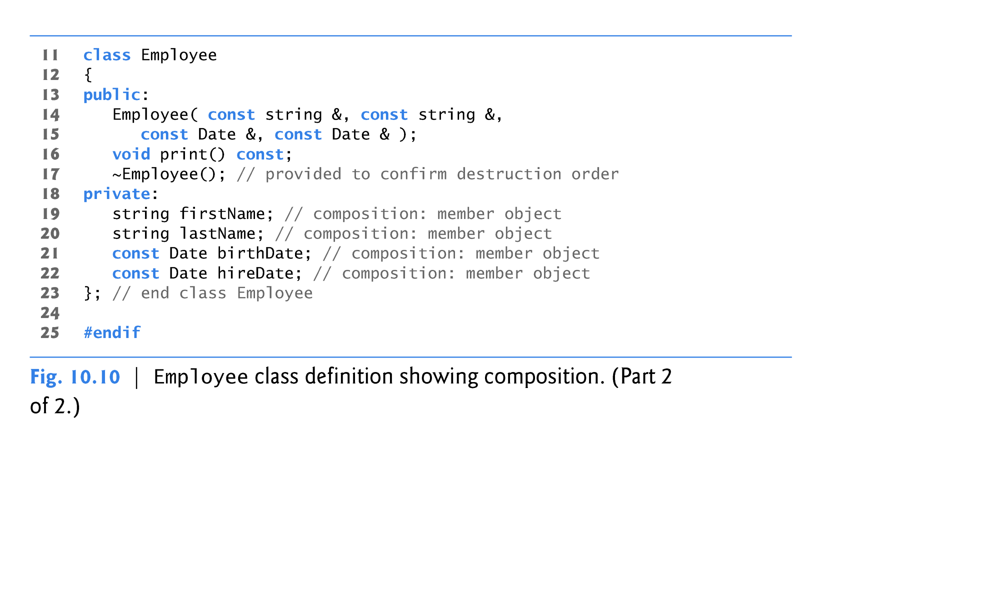 11 class Employee
12 {
13 public:
14    Employee( const string &, const string &,
15       const Date &, const Date & );
16    void print() const;
17    ~Employee(); // provided to confirm destruction order
18 private:
19    string firstName; // composition: member object
20    string lastName; // composition: member object
21    const Date birthDate; // composition: member object
22    const Date hireDate; // composition: member object
23 }; // end class Employee
24
25 #endif
Fig. 10.10 | Employee class definition showing composition. (Part 2
of 2.)